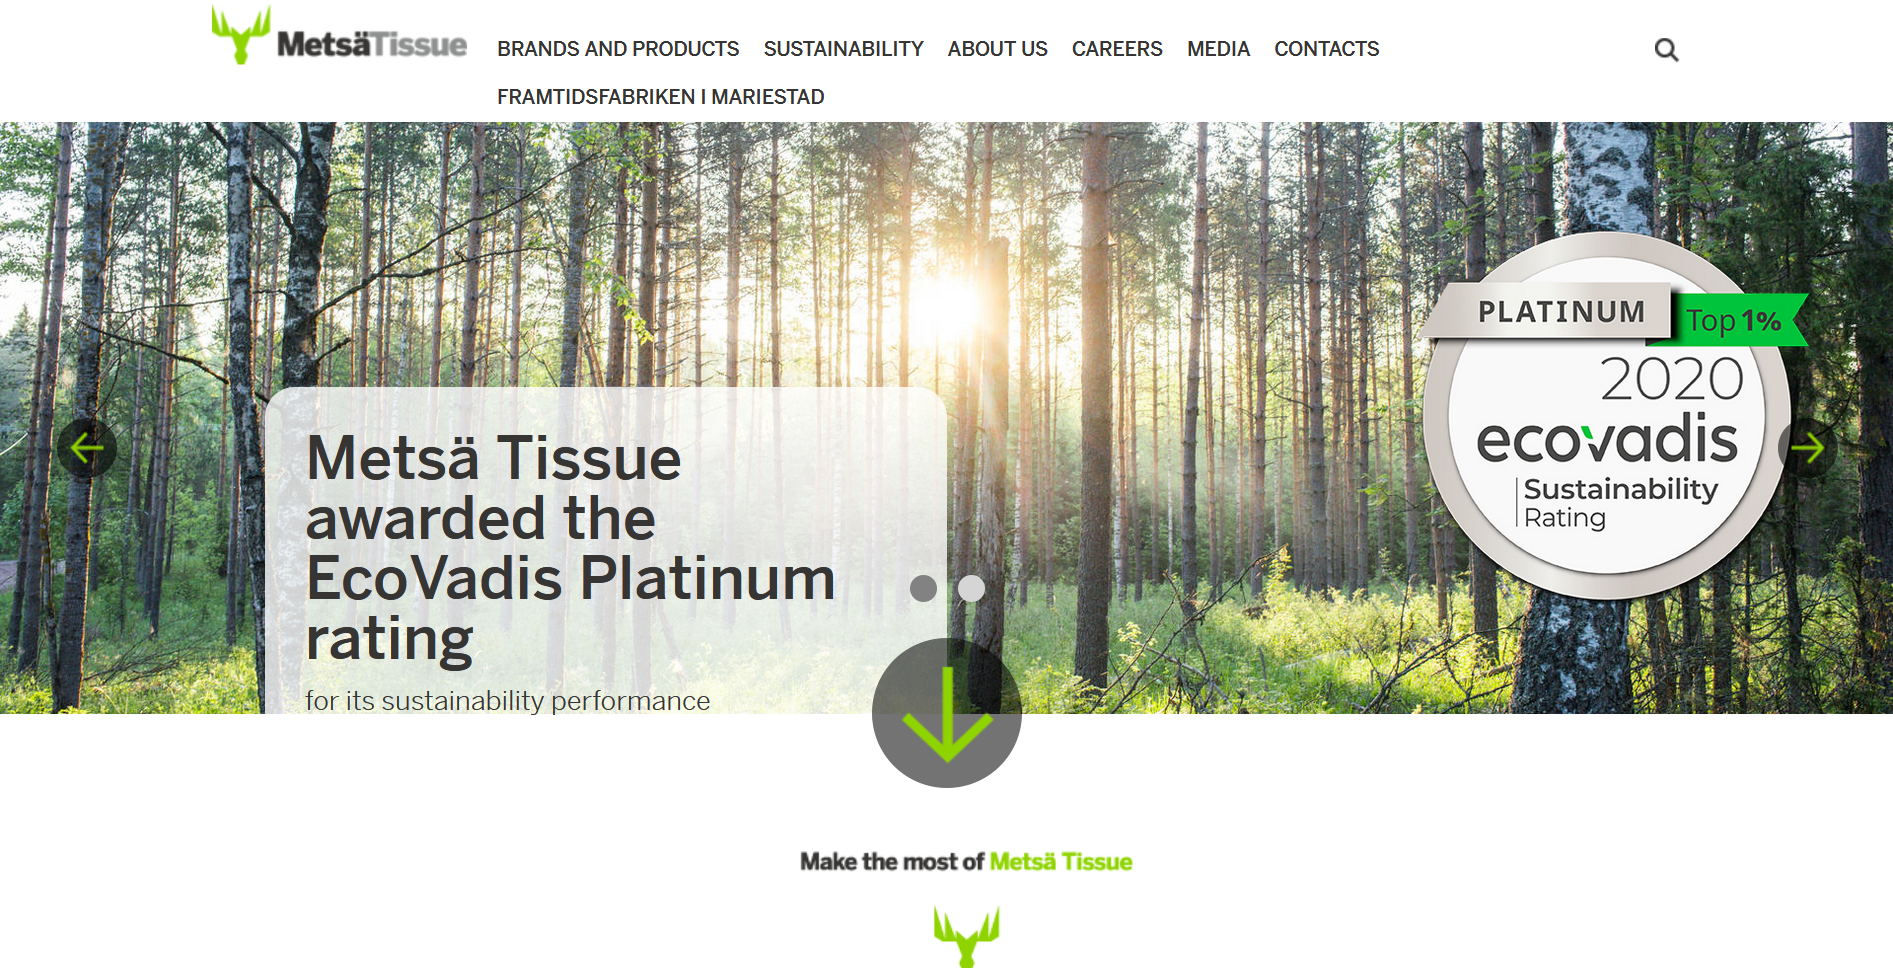 MetsäTissue
BRANDS AND PRODUCTS SUSTAINABILITY ABOUT US CAREERS MEDIA CONTACTS
FRAMTIDSFABRIKEN I MARIESTAD
PLATINUM
Top 1%
2020
ecovadis
Sustainability
Rating
Metsä Tissue
awarded the
EcoVadis Platinum
rating
for its sustainability performance
Make the most of Metsä Tissue